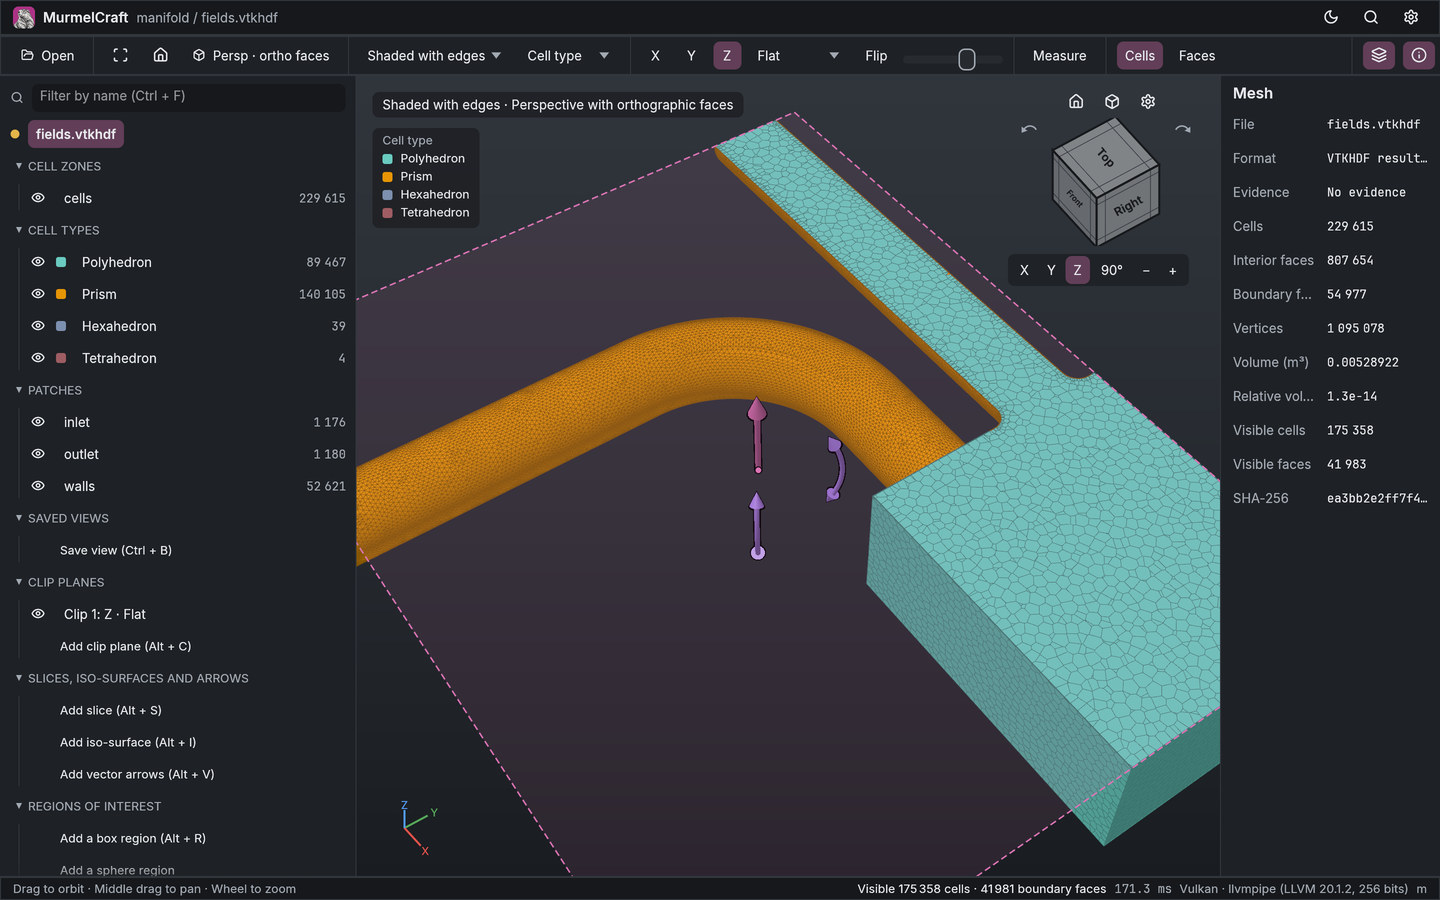 MurmelCraft manifold / fields.vtkhdf
Open Persp · ortho faces Shaded with edges Cell type X Y Z Flat Flip Measure Cells Faces
Filter by name (Ctrl + F)
fields.vtkhdf
CELL ZONES
cells 229 615
CELL TYPES
Polyhedron 89 467
Prism 140 105
Hexahedron 39
Tetrahedron 4
PATCHES
inlet 1 176
outlet 1 180
walls 52 621
SAVED VIEWS
Save view (Ctrl + B)
CLIP PLANES
Clip 1: Z · Flat
Add clip plane (Alt + C)
SLICES, ISO-SURFACES AND ARROWS
Add slice (Alt + S)
Add iso-surface (Alt + I)
Add vector arrows (Alt + V)
REGIONS OF INTEREST
Add a box region (Alt + R)
Add a sphere region
Shaded with edges · Perspective with orthographic faces
Cell type
Polyhedron
Prism
Hexahedron
Tetrahedron
Top
Front
Right
X Y Z 90° − +
Z
Y
X
Mesh
File fields.vtkhdf
Format VTKHDF result…
Evidence No evidence
Cells 229 615
Interior faces 807 654
Boundary f… 54 977
Vertices 1 095 078
Volume (m³) 0.00528922
Relative vol… 1.3e-14
Visible cells 175 358
Visible faces 41 983
SHA-256 ea3bb2e2ff7f4…
Drag to orbit · Middle drag to pan · Wheel to zoom
Visible 175 358 cells · 41 981 boundary faces 171.3 ms Vulkan · llvmpipe (LLVM 20.1.2, 256 bits) m